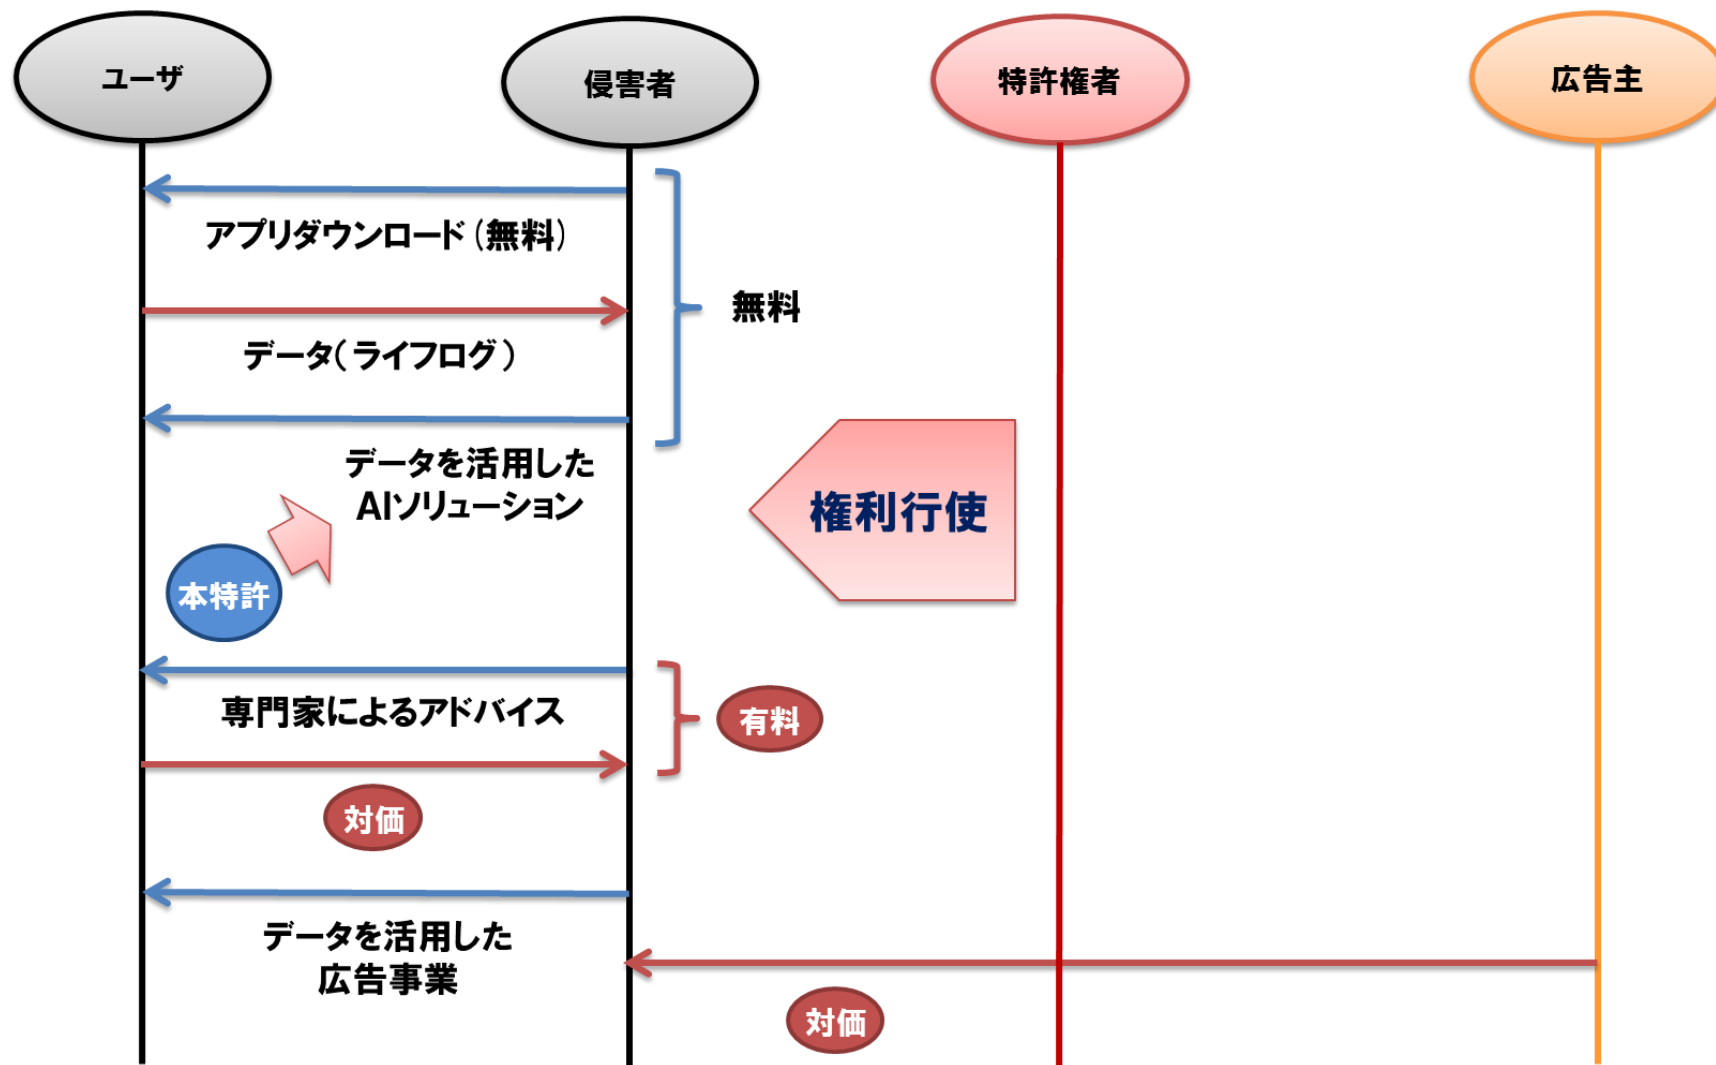 ユーザ
侵害者
特許権者
広告主
アプリダウンロード(無料)
無料
データ(ライフログ)
データを活用した
AIソリューション
権利行使
本特許
専門家によるアドバイス
有料
対価
データを活用した
広告事業
対価